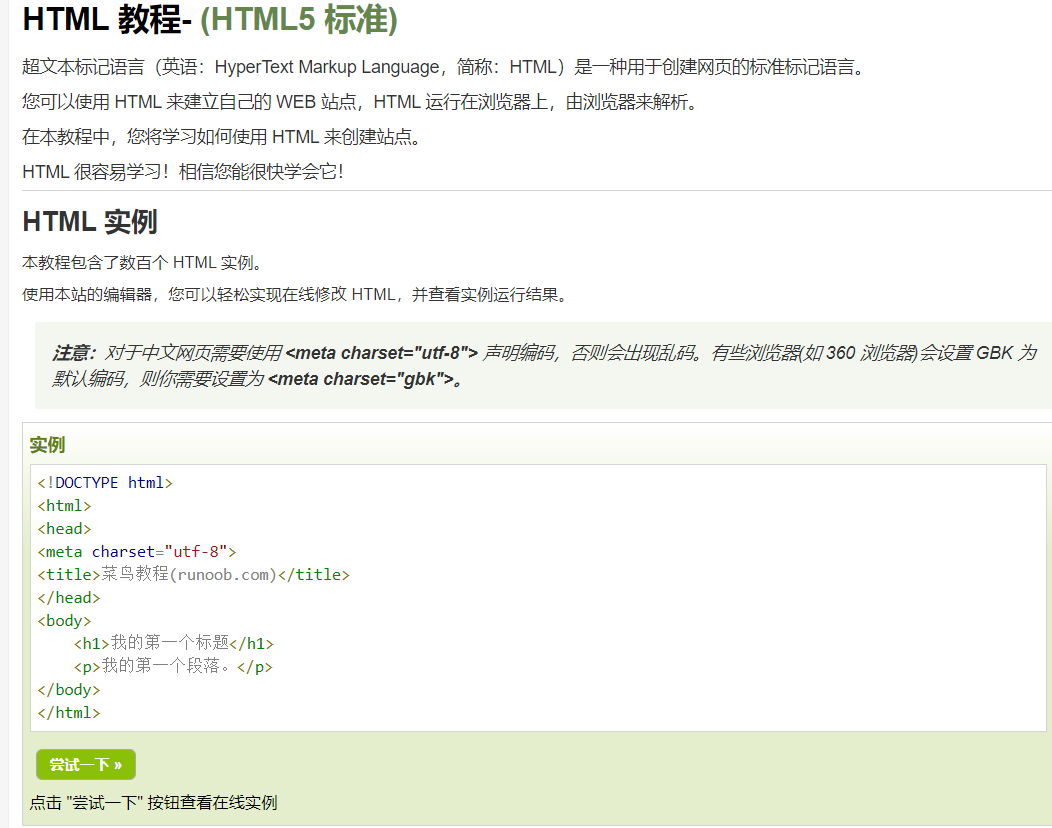 HTML 教程- (HTML5 标准)
超文本标记语言（英语：HyperText Markup Language，简称：HTML）是一种用于创建网页的标准标记语言。
您可以使用 HTML 来建立自己的 WEB 站点，HTML 运行在浏览器上，由浏览器来解析。
在本教程中，您将学习如何使用 HTML 来创建站点。
HTML 很容易学习！相信您能很快学会它！
HTML 实例
本教程包含了数百个 HTML 实例。
使用本站的编辑器，您可以轻松实现在线修改 HTML，并查看实例运行结果。
注意：对于中文网页需要使用 <meta charset="utf-8"> 声明编码，否则会出现乱码。有些浏览器(如 360 浏览器)会设置 GBK 为
默认编码，则你需要设置为 <meta charset="gbk">。
实例
<!DOCTYPE html>
<html>
<head>
<meta charset="utf-8">
<title>菜鸟教程(runoob.com)</title>
</head>
<body>
    <h1>我的第一个标题</h1>
    <p>我的第一个段落。</p>
</body>
</html>
尝试一下 »
点击 "尝试一下" 按钮查看在线实例